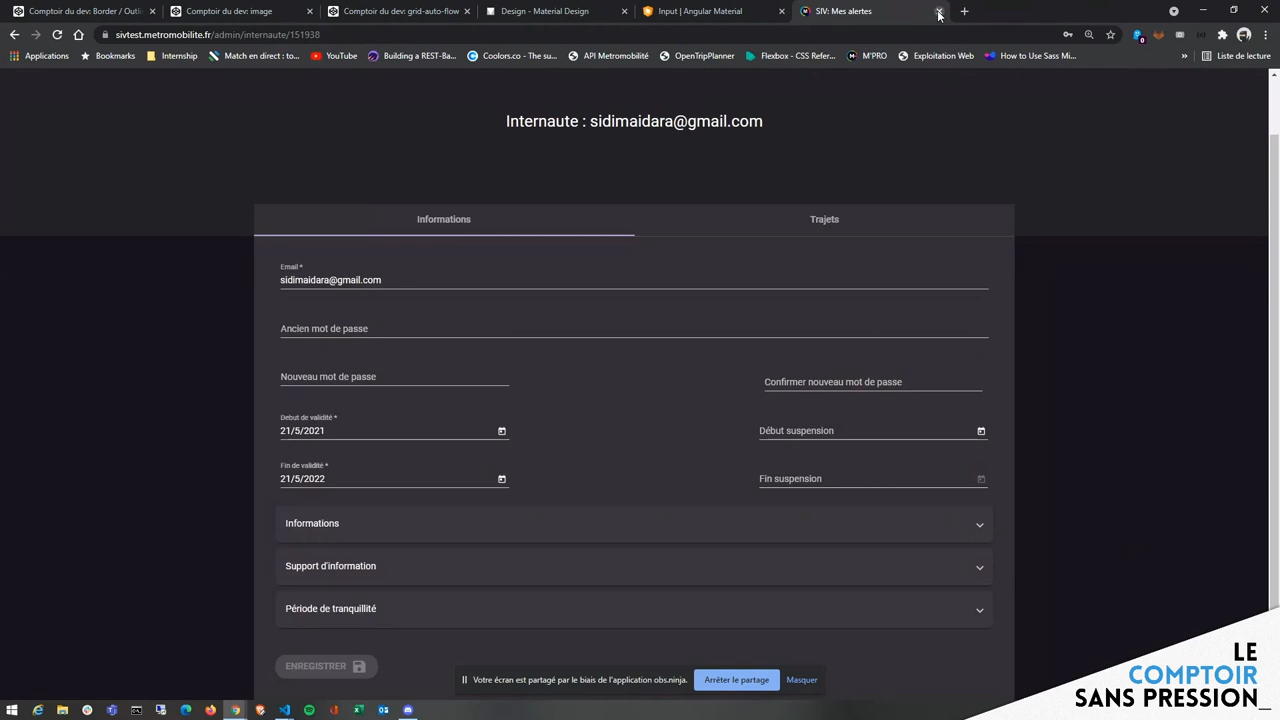 Comptoir du dev: Border / Outli
Comptoir du dev: image
Comptoir du dev: grid-auto-flow
Design - Material Design
Input | Angular Material
SIV: Mes alertes
sivtest.metromobilite.fr/admin/internaute/151938
Applications
Bookmarks
Internship
Match en direct : to...
YouTube
Building a REST-Ba...
Coolors.co - The su...
API Metromobilité
OpenTripPlanner
Flexbox - CSS Refer...
M'PRO
Exploitation Web
How to Use Sass Mi...
»
Liste de lecture
Internaute : sidimaidara@gmail.com
Informations
Trajets
Email *
sidimaidara@gmail.com
Ancien mot de passe
Nouveau mot de passe
Confirmer nouveau mot de passe
Debut de validité *
21/5/2021
Début suspension
Fin de validité *
21/5/2022
Fin suspension
Informations
Support d'information
Période de tranquillité
ENREGISTRER
Votre écran est partagé par le biais de l'application obs.ninja.
Arrêter le partage
Masquer
LE
COMPTOIR
SANS PRESSION_